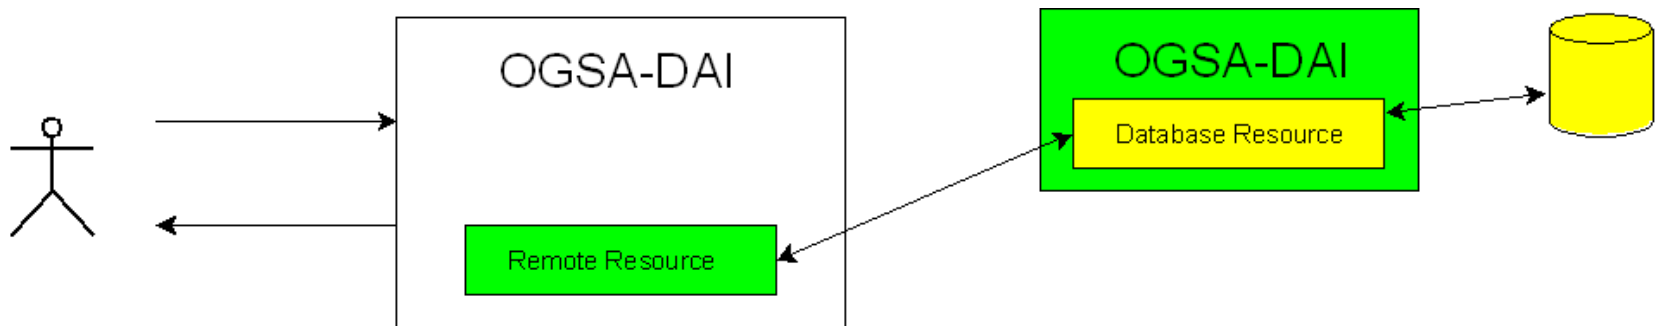 OGSA-DAI
Remote Resource
OGSA-DAI
Database Resource